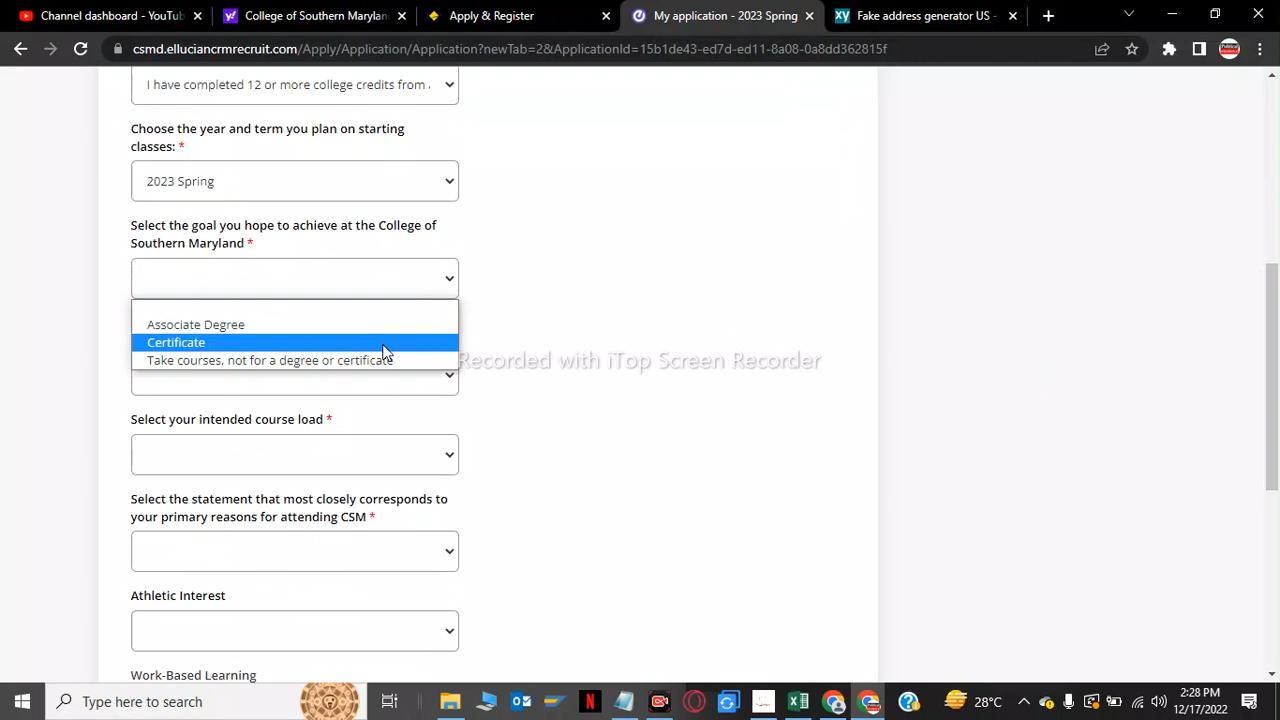 Channel dashboard - YouTub
College of Southern Marylan
Apply & Register
My application - 2023 Spring
Fake address generator US -
csmd.elluciancrmrecruit.com/Apply/Application/Application?newTab=2&ApplicationId=15b1de43-ed7d-ed11-8a08-0a8dd362815f
I have completed 12 or more college credits from
Choose the year and term you plan on starting
classes: *
2023 Spring
Select the goal you hope to achieve at the College of
Southern Maryland *
Associate Degree
Certificate
Take courses, not for a degree or certificate
Recorded with iTop Screen Recorder
Select your intended course load *
Select the statement that most closely corresponds to
your primary reasons for attending CSM *
Athletic Interest
Work-Based Learning
Type here to search
28°C
2:28 PM
12/17/2022